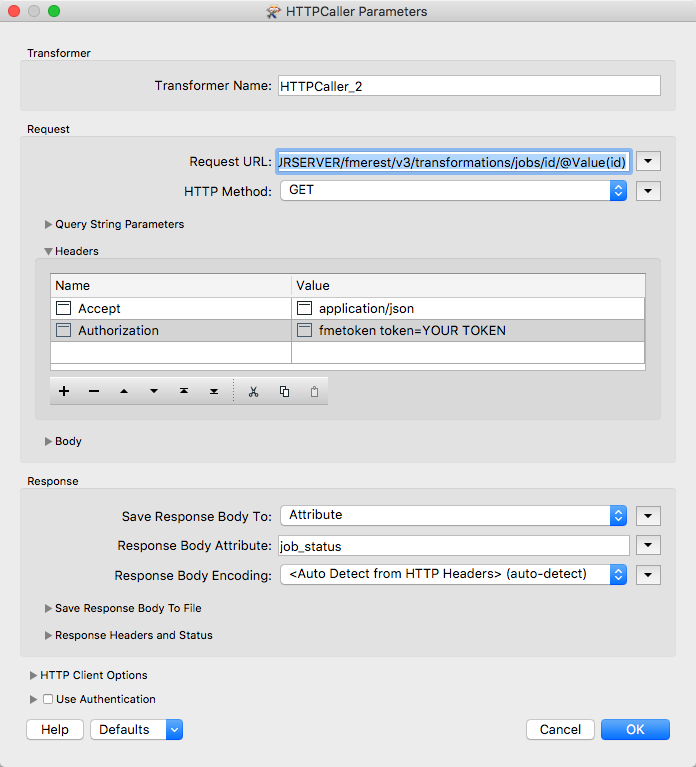 HTTPCaller Parameters
Transformer
Transformer Name: HTTPCaller_2
Request
Request URL: RSERVER/fmerest/v3/transformations/jobs/id/@Value(id)
HTTP Method: GET
Query String Parameters
Headers
Name Value
Accept application/json
Authorization fmetoken token=YOUR TOKEN
Body
Response
Save Response Body To: Attribute
Response Body Attribute: job_status
Response Body Encoding: <Auto Detect from HTTP Headers> (auto-detect)
Save Response Body To File
Response Headers and Status
HTTP Client Options
Use Authentication
Help Defaults Cancel OK